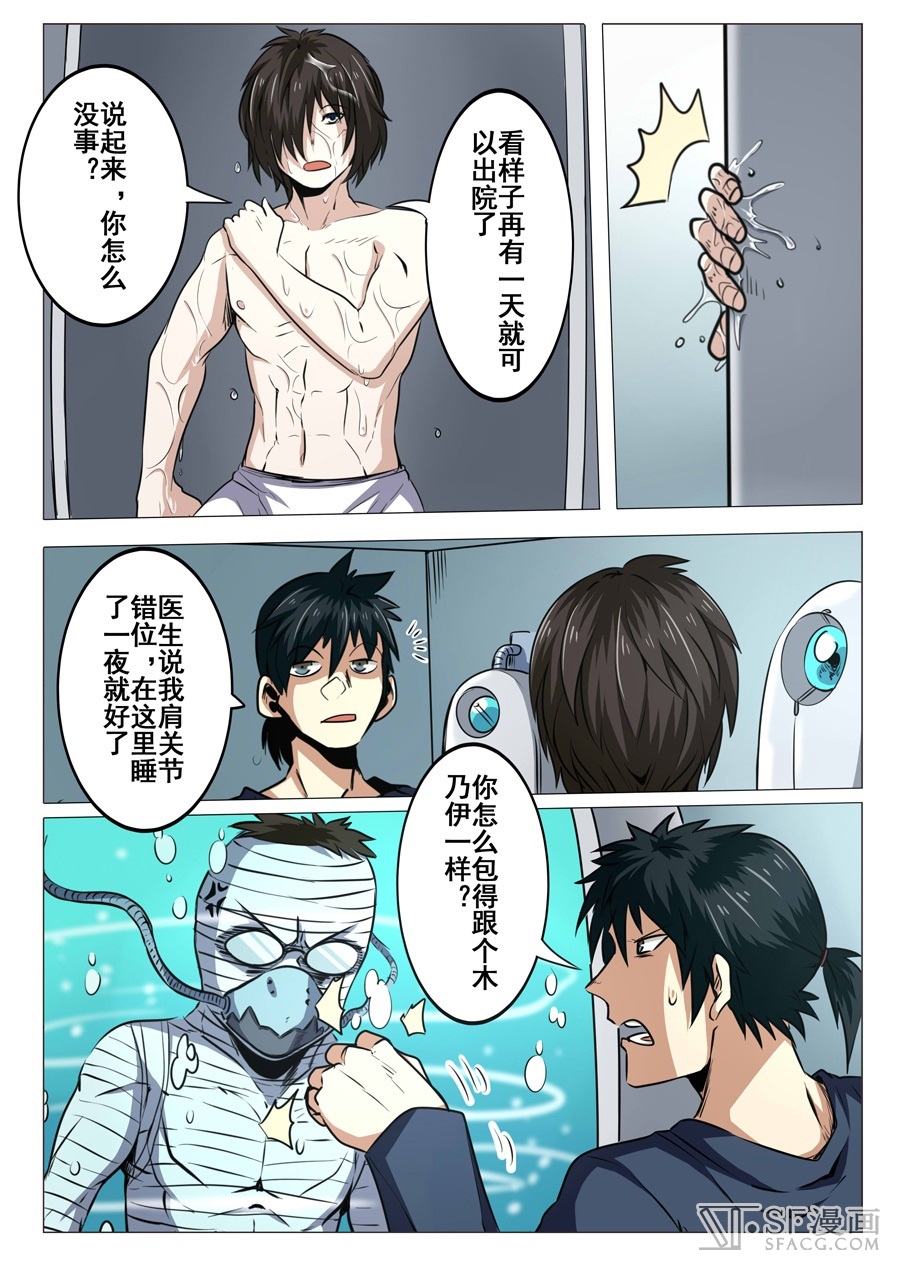 看样子再有一天就可
以出院了
说起来，你怎么
没事？
医生说我肩关节
错位，在这里睡
了一夜就好了
你怎么包得跟个木
乃伊一样？
SF漫画
SFACG.COM